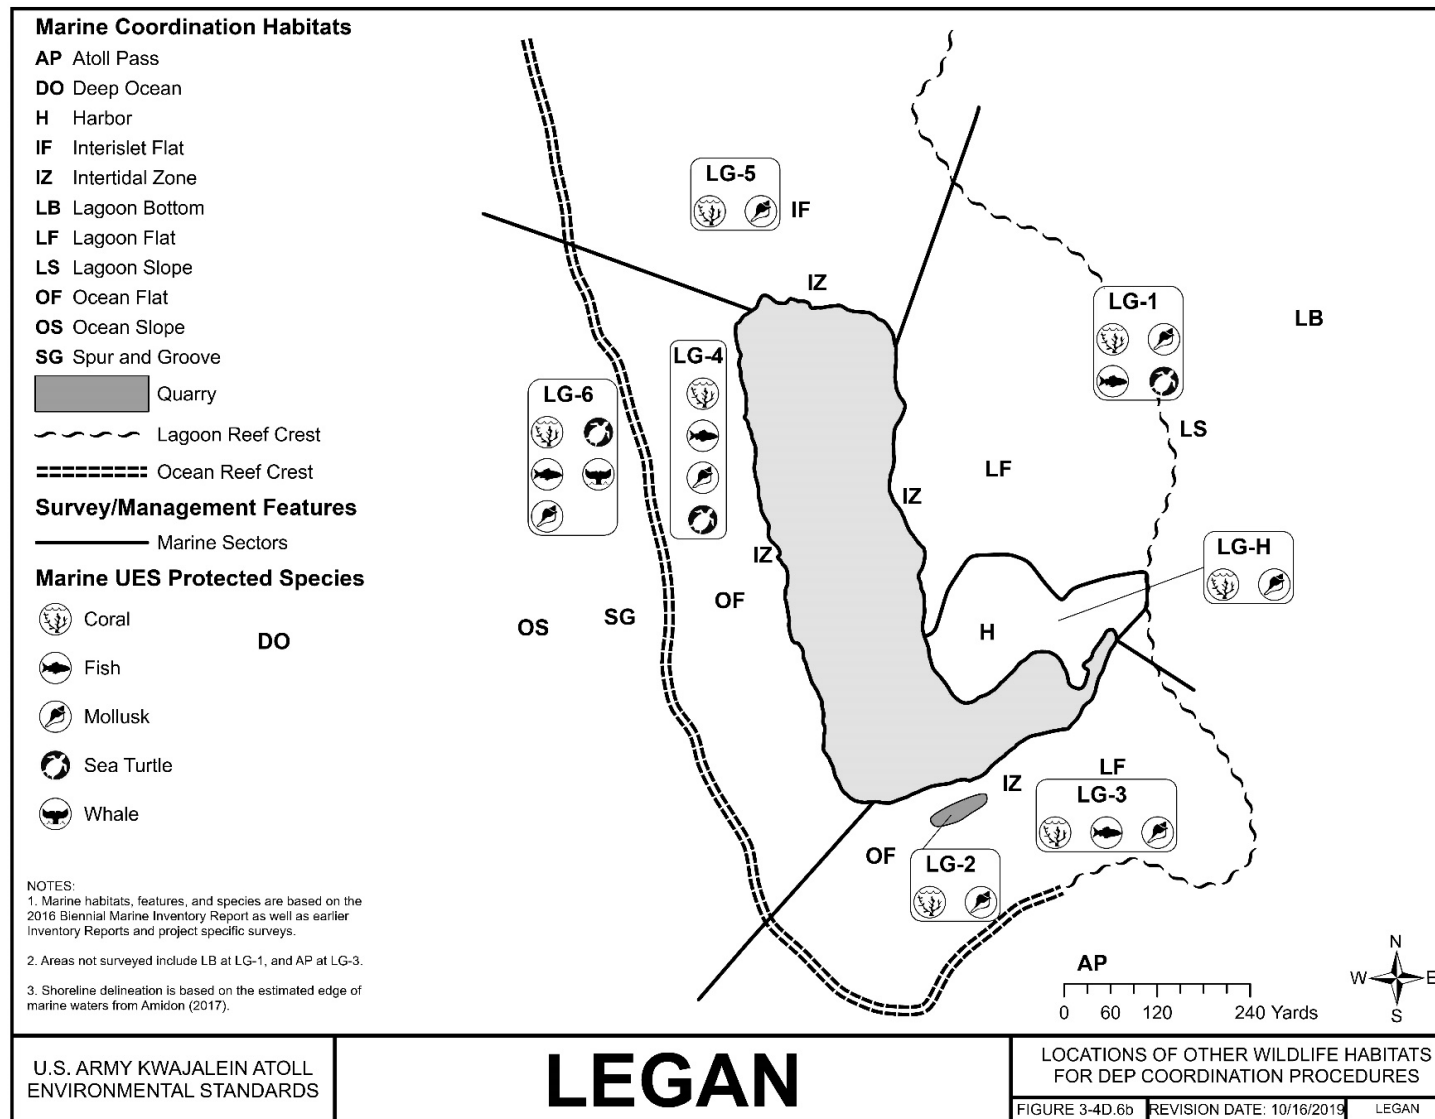 Marine Coordination Habitats
AP Atoll Pass
DO Deep Ocean
H Harbor
IF Interislet Flat
IZ Intertidal Zone
LB Lagoon Bottom
LF Lagoon Flat
LS Lagoon Slope
OF Ocean Flat
OS Ocean Slope
SG Spur and Groove
Quarry
Lagoon Reef Crest
Ocean Reef Crest
Survey/Management Features
Marine Sectors
Marine UES Protected Species
Coral
Fish
Mollusk
Sea Turtle
Whale
NOTES:
1. Marine habitats, features, and species are based on the
2016 Biennial Marine Inventory Report as well as earlier
Inventory Reports and project specific surveys.
2. Areas not surveyed include LB at LG-1, and AP at LG-3.
3. Shoreline delineation is based on the estimated edge of
marine waters from Amidon (2017).
LG-5
IF
IZ
LG-1
LB
LG-4
LG-6
LS
LF
IZ
IZ
LG-H
OF
SG
OS
DO
H
LF
IZ
LG-3
OF
LG-2
AP
0 60 120 240 Yards
N
W E
S
U.S. ARMY KWAJALEIN ATOLL
ENVIRONMENTAL STANDARDS
LEGAN
LOCATIONS OF OTHER WILDLIFE HABITATS
FOR DEP COORDINATION PROCEDURES
FIGURE 3-4D.6b REVISION DATE: 10/16/2019 LEGAN